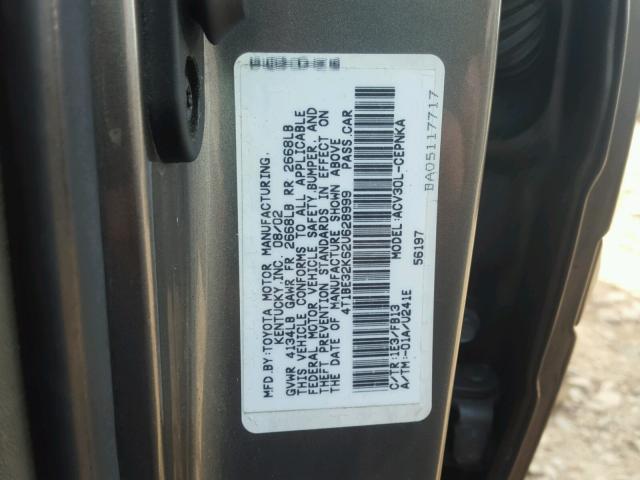 MFD.BY:TOYOTA MOTOR MANUFACTURING,
KENTUCKY,INC. 08/02
GVWR 4134LB GAWR FR 2668LB RR 2668LB
THIS VEHICLE CONFORMS TO ALL APPLICABLE
FEDERAL MOTOR VEHICLE SAFETY,BUMPER, AND
THEFT PREVENTION STANDARDS IN EFFECT ON
THE DATE OF MANUFACTURE SHOWN ABOVE
4T1BE32K62U628999 PASS.CAR
C/TR:1E3/FB13 MODEL:ACV30L-CEPNKA
A/TM:-01A/U241E 56197
BA05117717